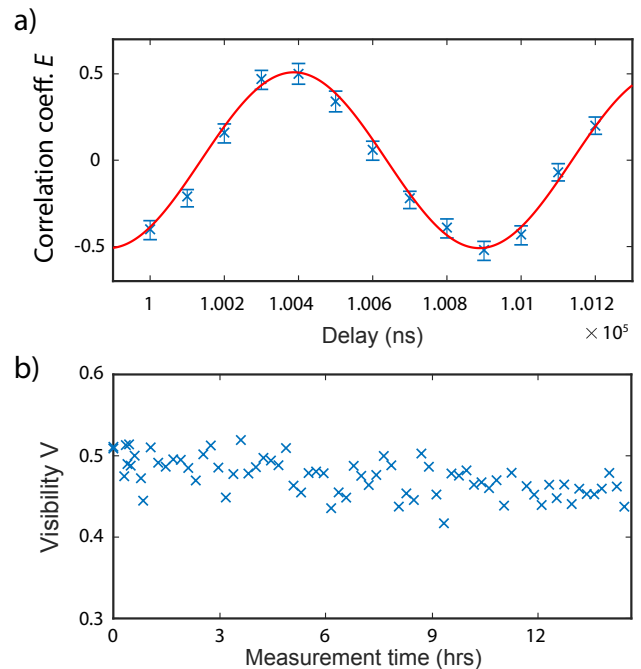 a)
Correlation coeff. E
0.5
0
-0.5
1 1.002 1.004 1.006 1.008 1.01 1.012
Delay (ns)
× 10⁵
b)
Visibility V
0.6
0.5
0.4
0.3
0 3 6 9 12
Measurement time (hrs)